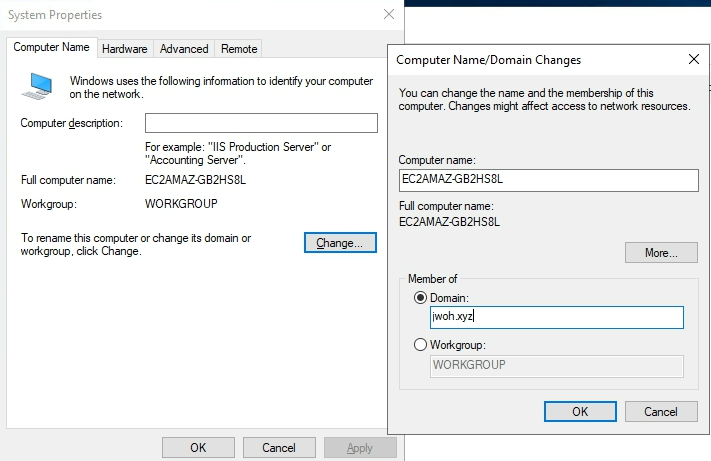 System Properties
Computer Name
Hardware
Advanced
Remote
Windows uses the following information to identify your computer
on the network.
Computer description:
For example: "IIS Production Server" or
"Accounting Server".
Full computer name:
EC2AMAZ-GB2HS8L
Workgroup:
WORKGROUP
To rename this computer or change its domain or
workgroup, click Change.
Change...
OK
Cancel
Apply
Computer Name/Domain Changes
You can change the name and the membership of this
computer. Changes might affect access to network resources.
Computer name:
EC2AMAZ-GB2HS8L
Full computer name:
EC2AMAZ-GB2HS8L
More...
Member of
Domain:
jwoh.xyz
Workgroup:
WORKGROUP
OK
Cancel